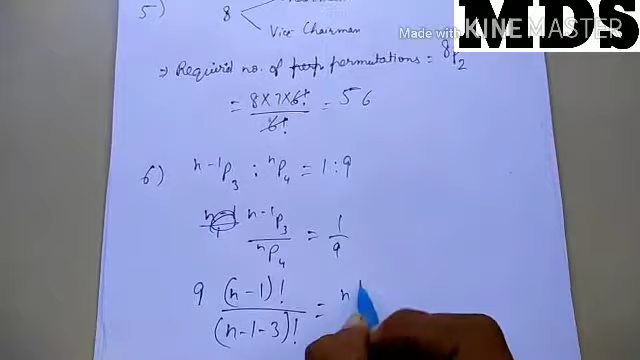 5) 8
Made with KINEMASTER
MDS
Vice Chairman
⇒ Required no. of permutations = ⁸P₂
= 8×7×6! / 6! = 56
6) ⁿ⁻¹P₃ : ⁿP₄ = 1 : 9
ⁿ⁻¹P₃ / ⁿP₄ = 1 / 9
9 (n-1)! / (n-1-3)! = n